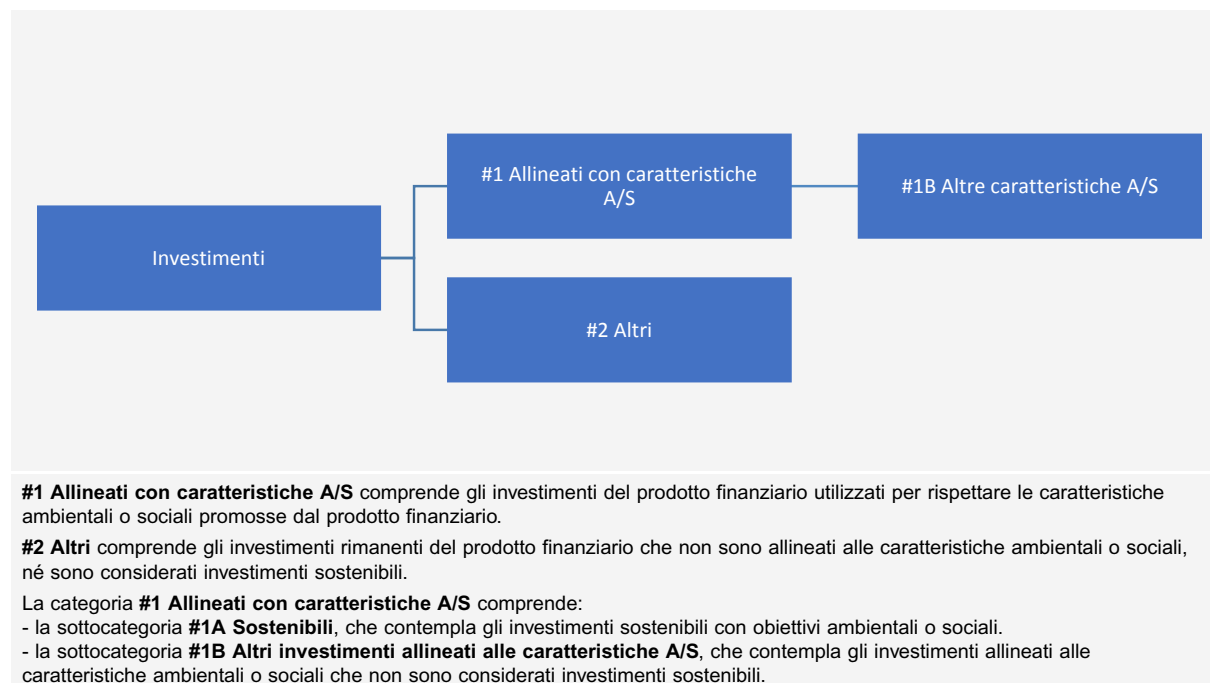 #1 Allineati con caratteristiche
A/S
#1B Altre caratteristiche A/S
Investimenti
#2 Altri
#1 Allineati con caratteristiche A/S comprende gli investimenti del prodotto finanziario utilizzati per rispettare le caratteristiche
ambientali o sociali promosse dal prodotto finanziario.
#2 Altri comprende gli investimenti rimanenti del prodotto finanziario che non sono allineati alle caratteristiche ambientali o sociali,
né sono considerati investimenti sostenibili.
La categoria #1 Allineati con caratteristiche A/S comprende:
- la sottocategoria #1A Sostenibili, che contempla gli investimenti sostenibili con obiettivi ambientali o sociali.
- la sottocategoria #1B Altri investimenti allineati alle caratteristiche A/S, che contempla gli investimenti allineati alle
caratteristiche ambientali o sociali che non sono considerati investimenti sostenibili.